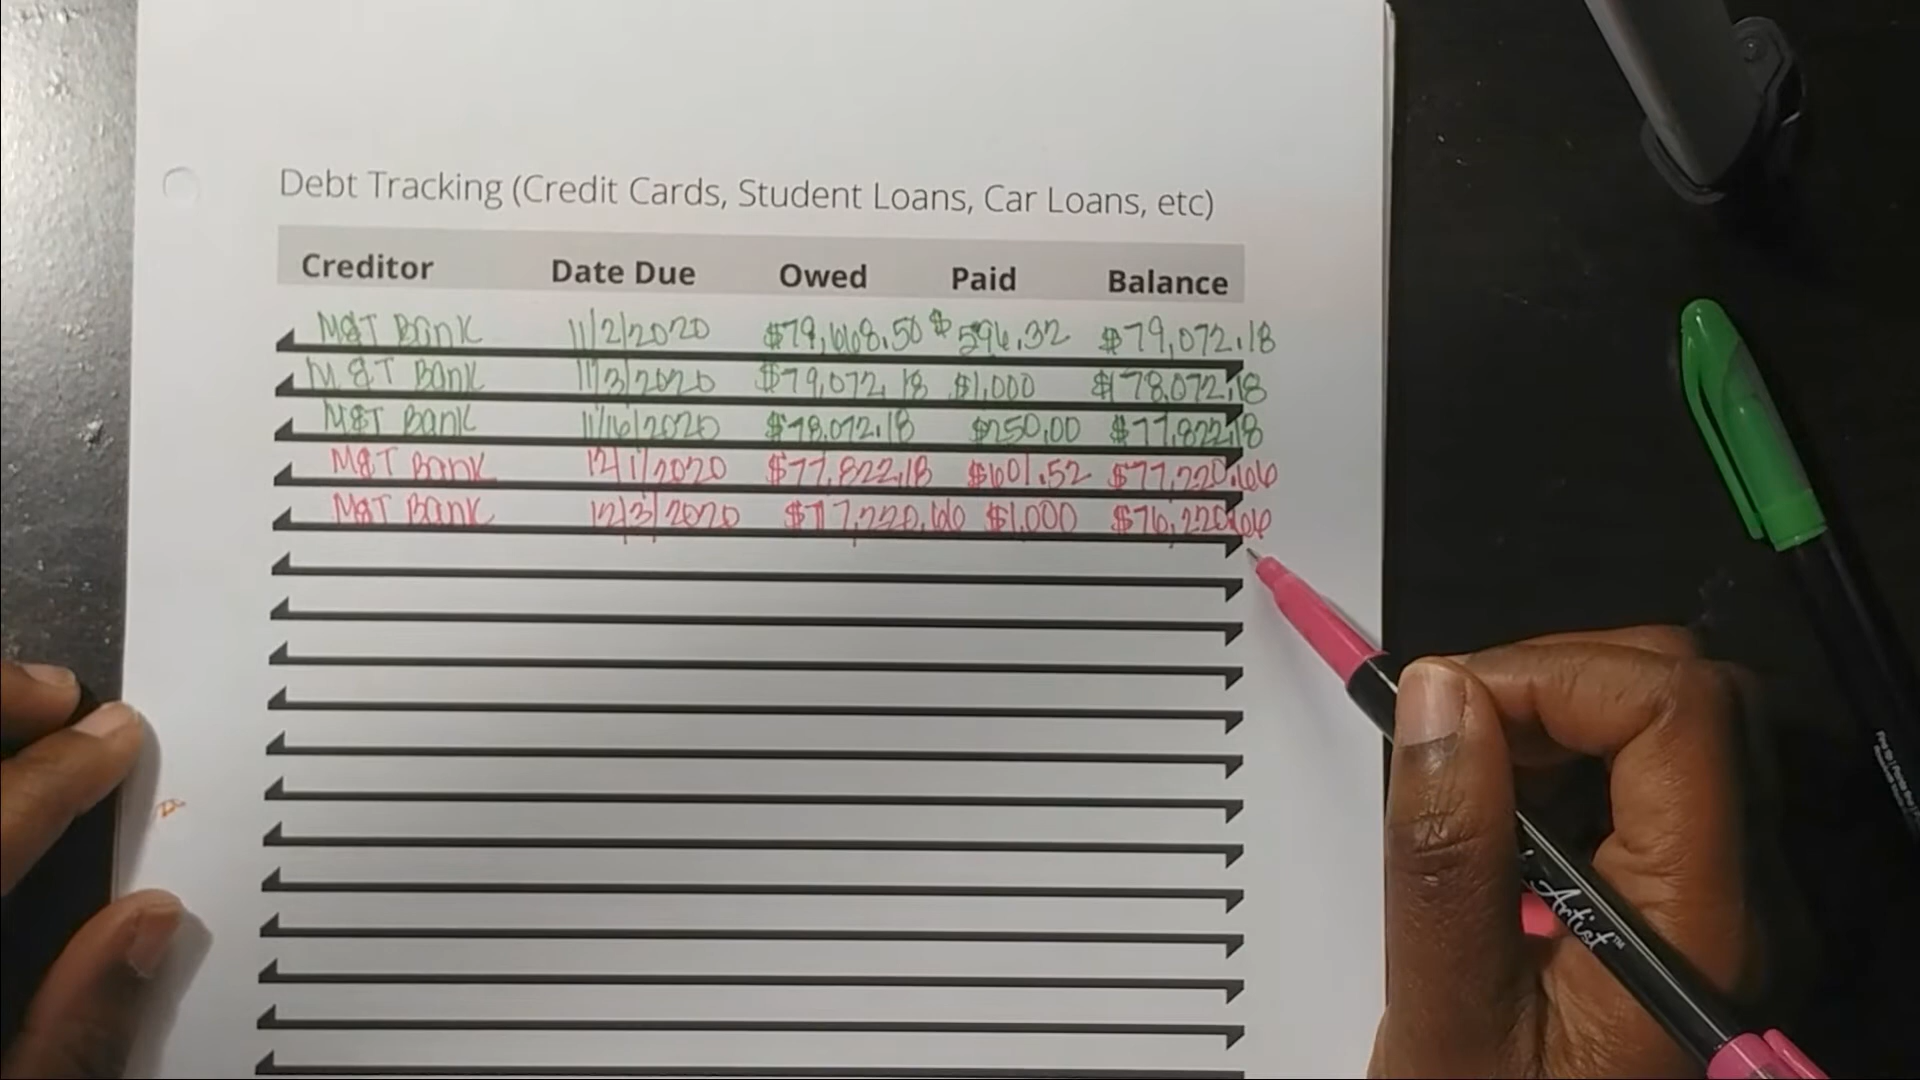 Debt Tracking (Credit Cards, Student Loans, Car Loans, etc)
Creditor Date Due Owed Paid Balance
M&T Bank 11/2/2020 $79,668.50 $596.32 $79,072.18
M&T Bank 11/3/2020 $79,072.18 $1,000 $78,072.18
M&T Bank 11/16/2020 $78,072.18 $250.00 $77,822.18
M&T Bank 12/1/2020 $77,822.18 $601.52 $77,220.66
M&T Bank 12/3/2020 $77,220.66 $1,000 $76,220.66
Artist™